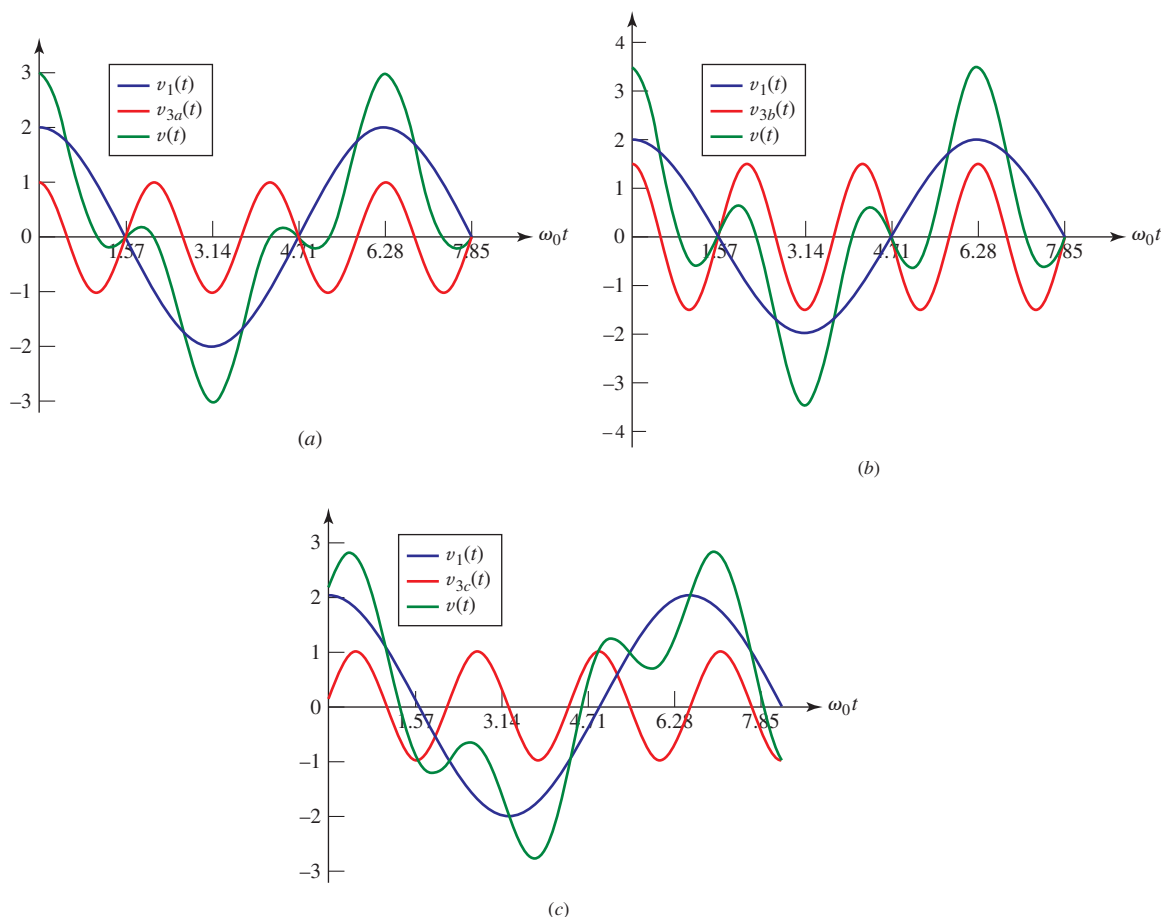 3
2
1
0
−1
−2
−3
v1(t)
v3a(t)
v(t)
1.57
3.14
4.71
6.28
7.85
ω0t
(a)
4
3
2
1
0
−1
−2
−3
−4
v1(t)
v3b(t)
v(t)
1.57
3.14
4.71
6.28
7.85
ω0t
(b)
3
2
1
0
−1
−2
−3
v1(t)
v3c(t)
v(t)
1.57
3.14
4.71
6.28
7.85
ω0t
(c)